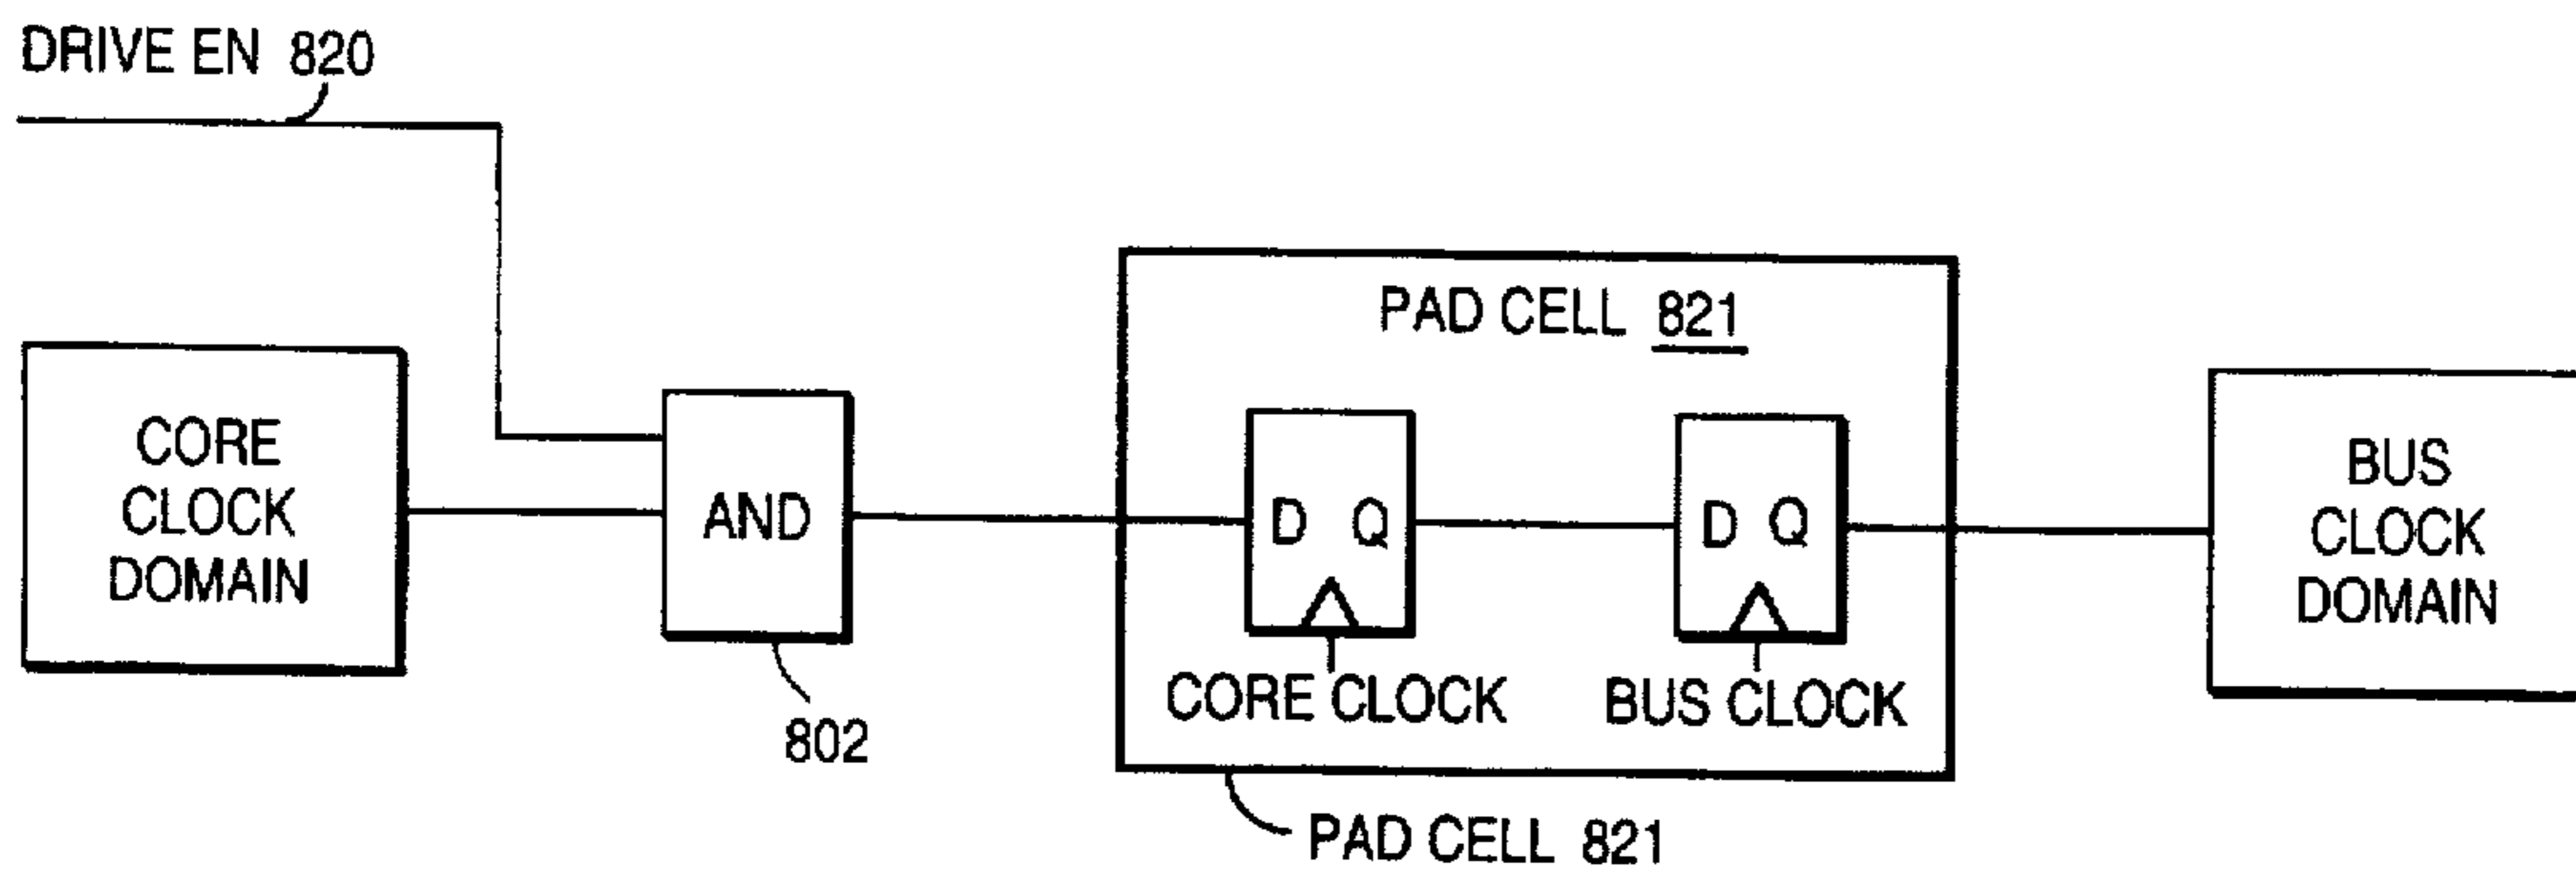 DRIVE EN 820
CORE
CLOCK
DOMAIN
AND
802
PAD CELL 821
D Q
CORE CLOCK
D Q
BUS CLOCK
PAD CELL 821
BUS
CLOCK
DOMAIN